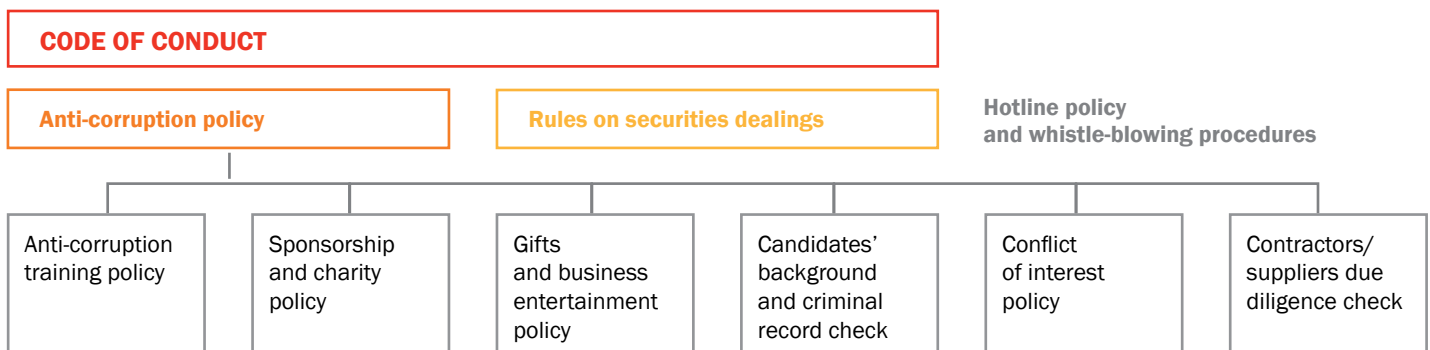 CODE OF CONDUCT
Anti-corruption policy
Rules on securities dealings
Hotline policy
and whistle-blowing procedures
Anti-corruption
training policy
Sponsorship
and charity
policy
Gifts
and business
entertainment
policy
Candidates’
background
and criminal
record check
Conflict
of interest
policy
Contractors/
suppliers due
diligence check